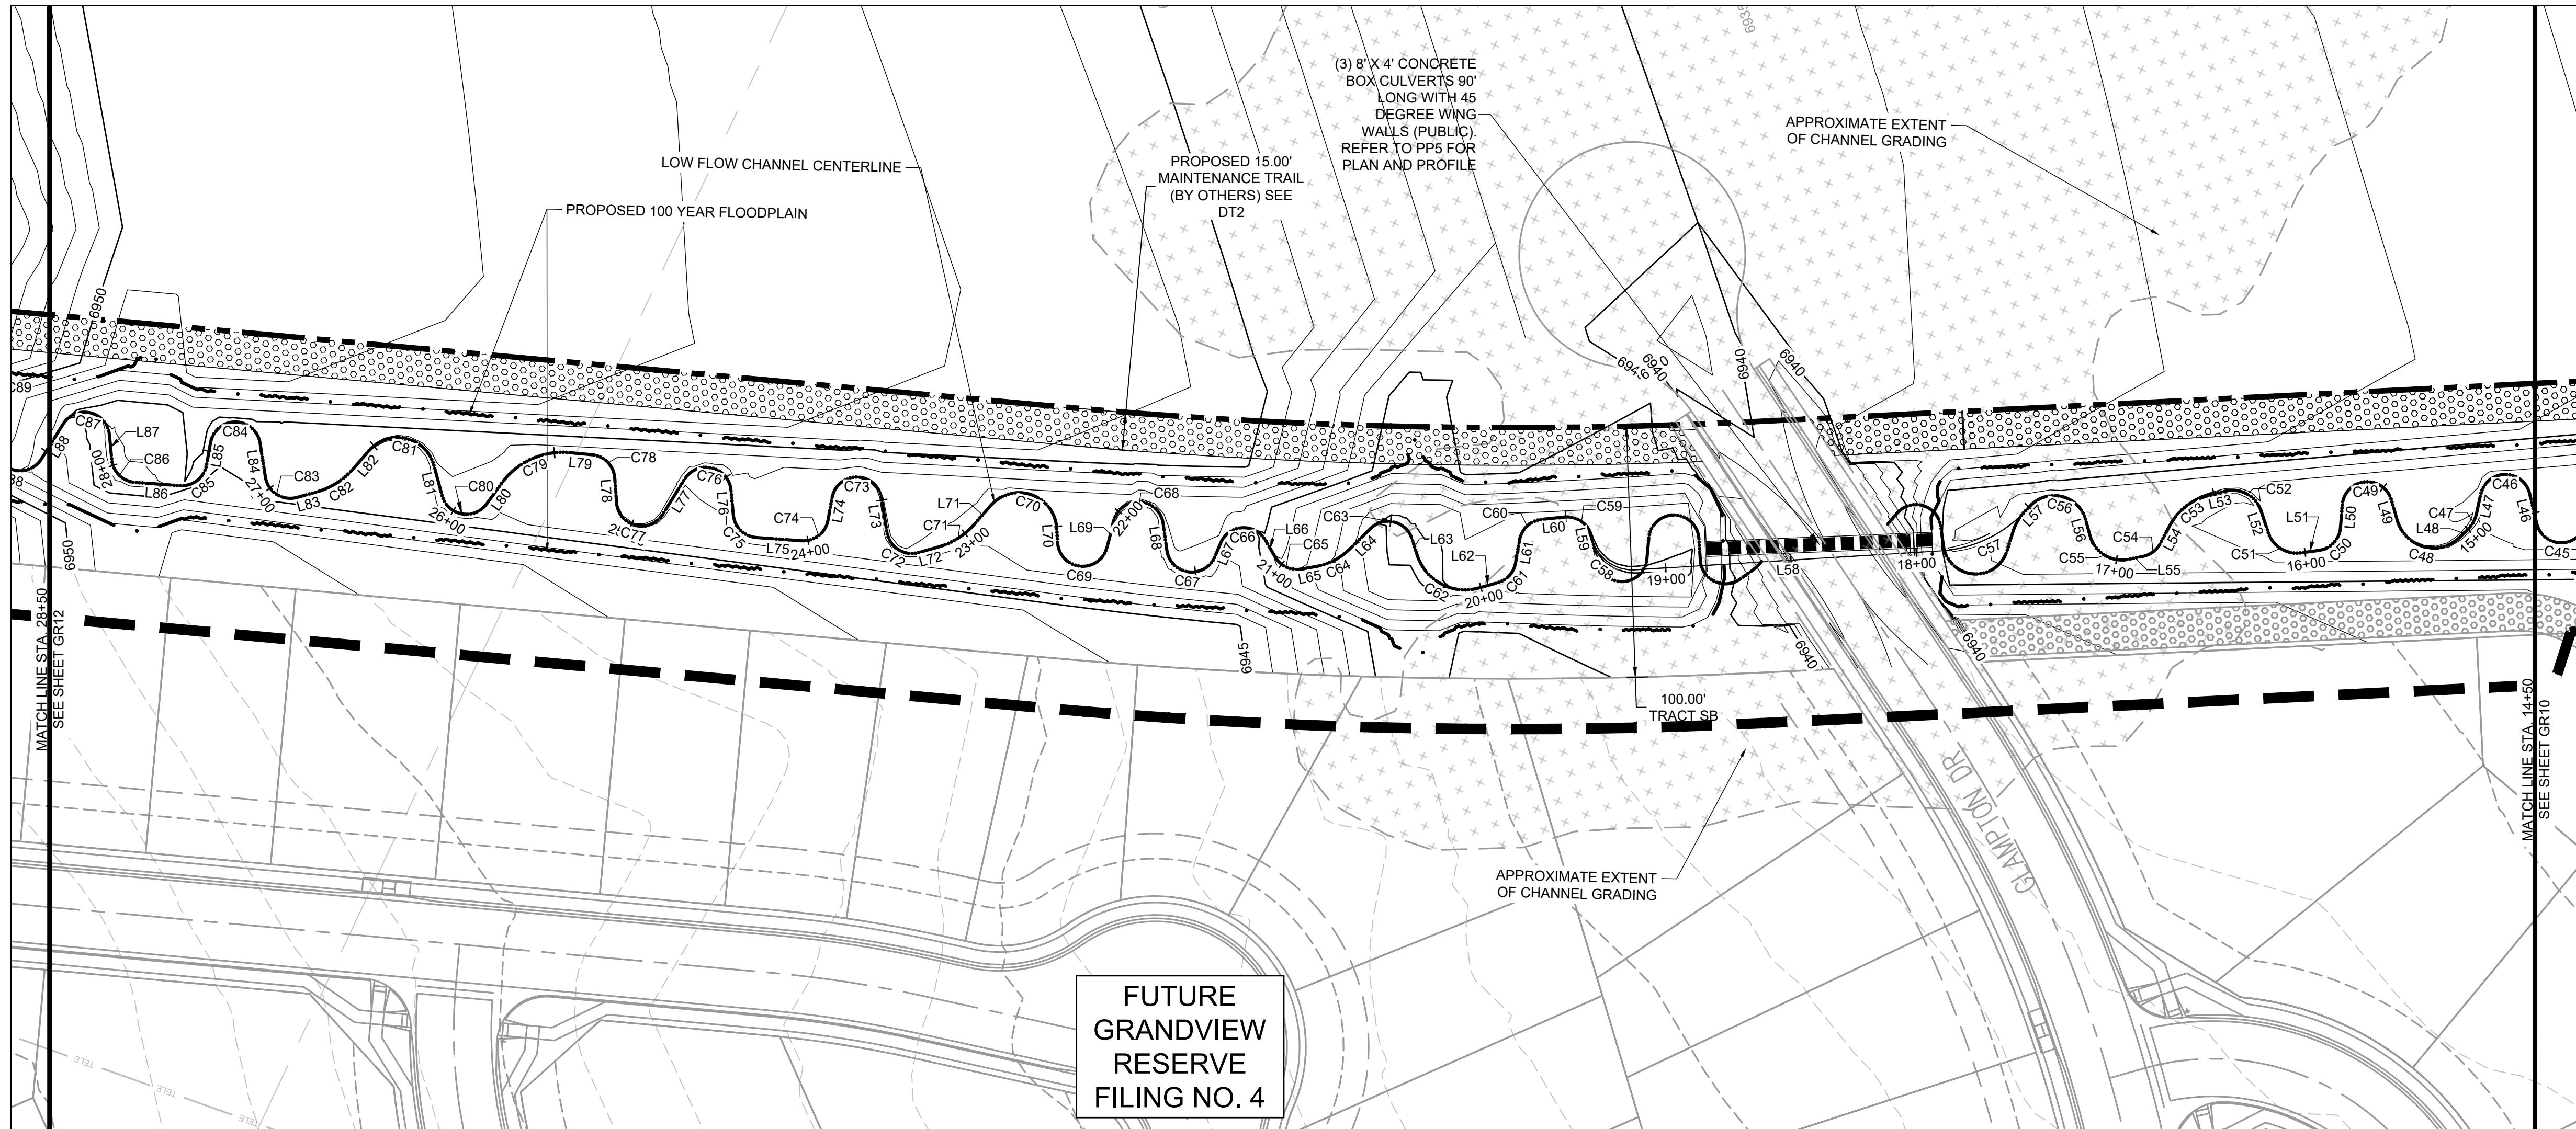 (3) 8' X 4' CONCRETE
BOX CULVERTS 90'
LONG WITH 45
DEGREE WING
WALLS (PUBLIC).
REFER TO PP5 FOR
PLAN AND PROFILE
APPROXIMATE EXTENT
OF CHANNEL GRADING
LOW FLOW CHANNEL CENTERLINE
PROPOSED 15.00'
MAINTENANCE TRAIL
(BY OTHERS) SEE
DT2
PROPOSED 100 YEAR FLOODPLAIN
6950
6940
6940
6940
C89
C87
L88
L87
C86
28+00
L86
C85
L85
C84
L84
27+00
C83
L83
C82
L82
C81
L81
26+00
C80
L80
C79
L79
C78
L78
C77
L77
C76
L76
C75
L75
C74
24+00
L74
C73
L73
C72
L72
C71
L71
23+00
C70
L70
L69
C69
22+00
C68
L68
C67
L67
C66
L66
21+00
C65
L65
C64
L64
C63
L63
C62
L62
20+00
C61
L61
C60
L60
C59
L59
C58
19+00
L58
18+00
C57
L57
C56
L56
C55
17+00
L55
C54
L54
C53
L53
C52
L52
C51
16+00
L51
C50
L50
C49
L49
C48
L48
15+00
C47
L47
C46
L46
C45
6950
6945
6940
6940
MATCH LINE STA. 28+50
SEE SHEET GR12
100.00'
TRACT SB
MATCH LINE STA. 14+50
SEE SHEET GR10
GLAMPTON DR
APPROXIMATE EXTENT
OF CHANNEL GRADING
FUTURE
GRANDVIEW
RESERVE
FILING NO. 4
TELE
TELE
TELE